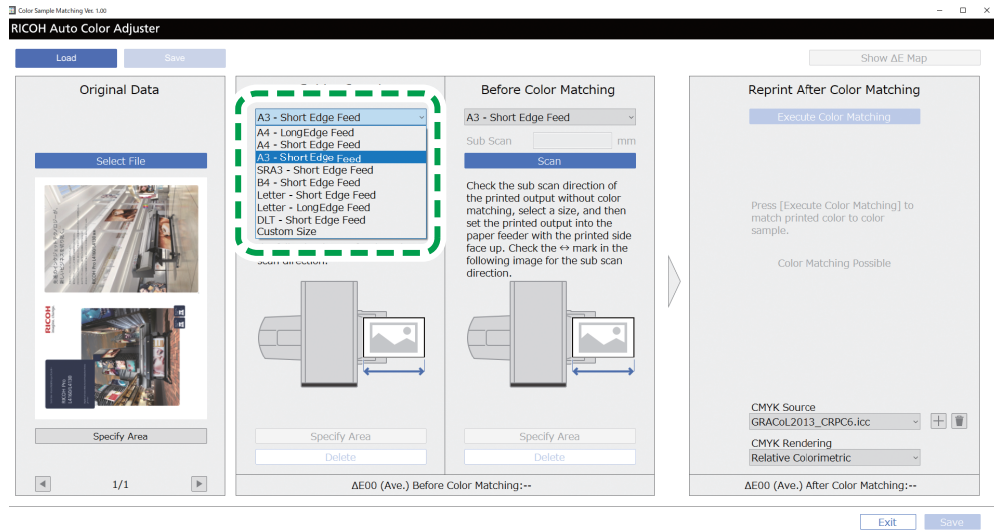 Color Sample Matching Ver. 1.00
RICOH Auto Color Adjuster
Load
Save
Show ΔE Map
Original Data
Select File
RICOH
Specify Area
1/1
A3 - Short Edge Feed
A4 - LongEdge Feed
A4 - Short Edge Feed
A3 - Short Edge Feed
SRA3 - Short Edge Feed
B4 - Short Edge Feed
Letter - Short Edge Feed
Letter - LongEdge Feed
DLT - Short Edge Feed
Custom Size
scan direction.
Specify Area
Delete
Before Color Matching
A3 - Short Edge Feed
Sub Scan
mm
Scan
Check the sub scan direction of
the printed output without color
matching, select a size, and then
set the printed output into the
paper feeder with the printed side
face up. Check the ↔ mark in the
following image for the sub scan
direction.
Specify Area
Delete
ΔE00 (Ave.) Before Color Matching:--
Reprint After Color Matching
Execute Color Matching
Press [Execute Color Matching] to
match printed color to color
sample.
Color Matching Possible
CMYK Source
GRACoL2013_CRPC6.icc
CMYK Rendering
Relative Colorimetric
ΔE00 (Ave.) After Color Matching:--
Exit
Save